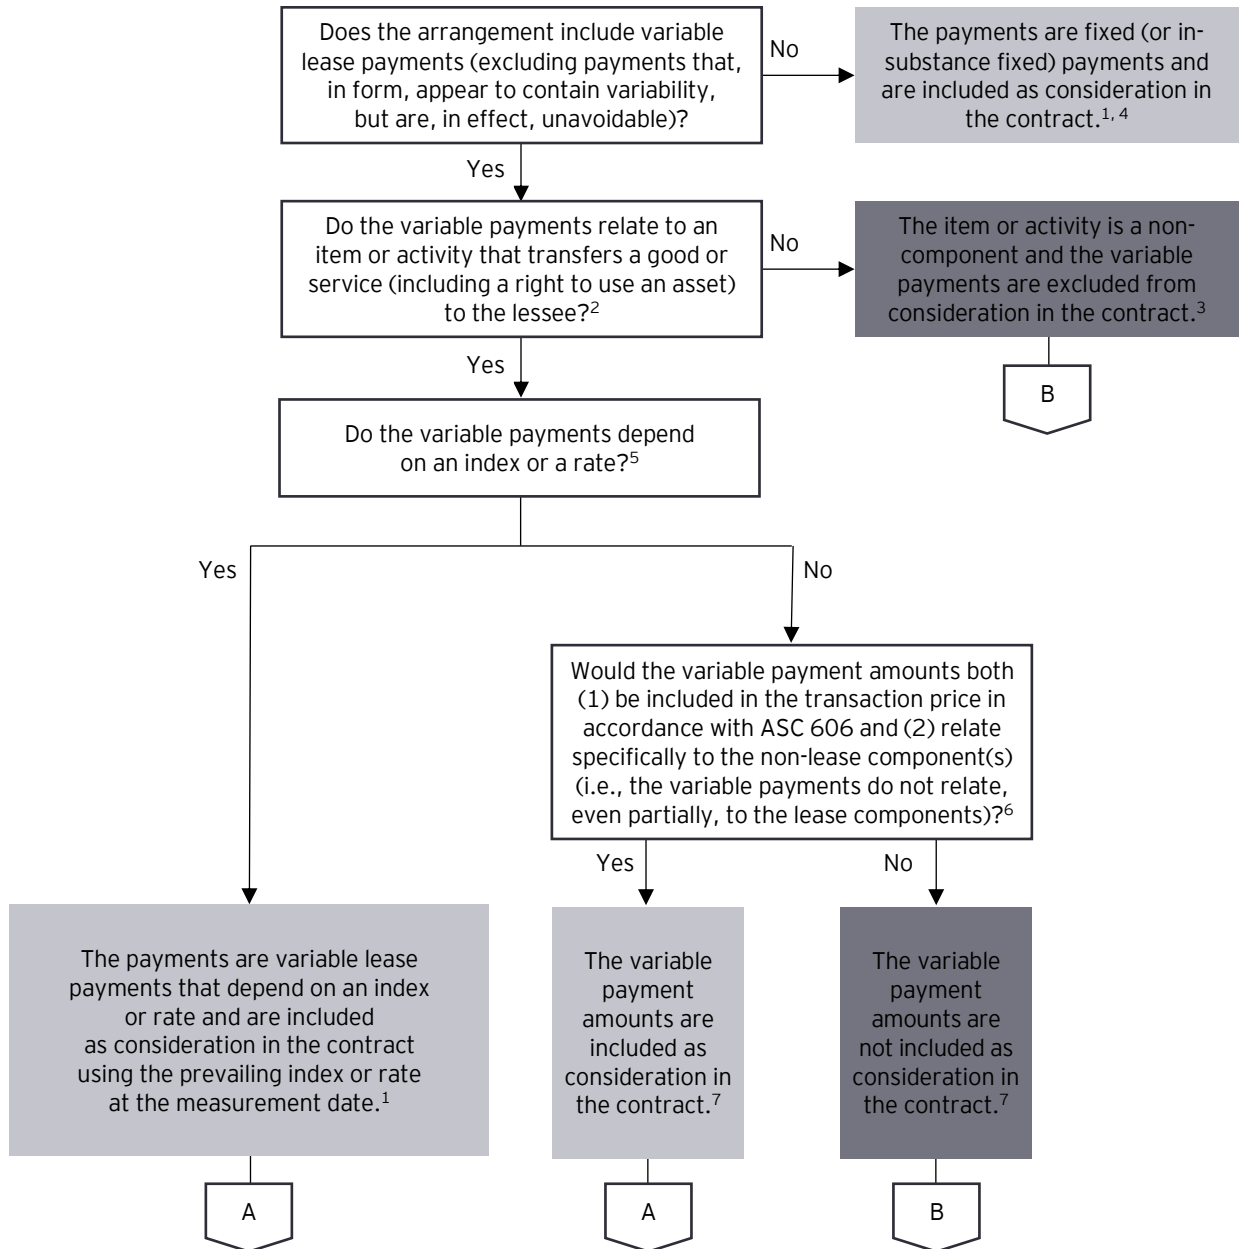 Does the arrangement include variable
lease payments (excluding payments that,
in form, appear to contain variability,
but are, in effect, unavoidable)?
No
The payments are fixed (or in-
substance fixed) payments and
are included as consideration in
the contract.1, 4
Yes
Do the variable payments relate to an
item or activity that transfers a good or
service (including a right to use an asset)
to the lessee?2
No
The item or activity is a non-
component and the variable
payments are excluded from
consideration in the contract.3
B
Yes
Do the variable payments depend
on an index or a rate?5
Yes
No
Would the variable payment amounts both
(1) be included in the transaction price in
accordance with ASC 606 and (2) relate
specifically to the non-lease component(s)
(i.e., the variable payments do not relate,
even partially, to the lease components)?6
Yes
No
The payments are variable lease
payments that depend on an index
or rate and are included
as consideration in the contract
using the prevailing index or rate
at the measurement date.1
A
The variable
payment
amounts are
included as
consideration in
the contract.7
A
The variable
payment
amounts are
not included as
consideration in
the contract.7
B